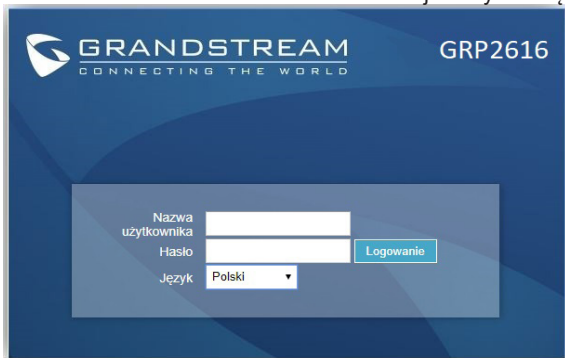 GRANDSTREAM
CONNECTING THE WORLD
GRP2616
Nazwa
użytkownika
Hasło
Logowanie
Język
Polski